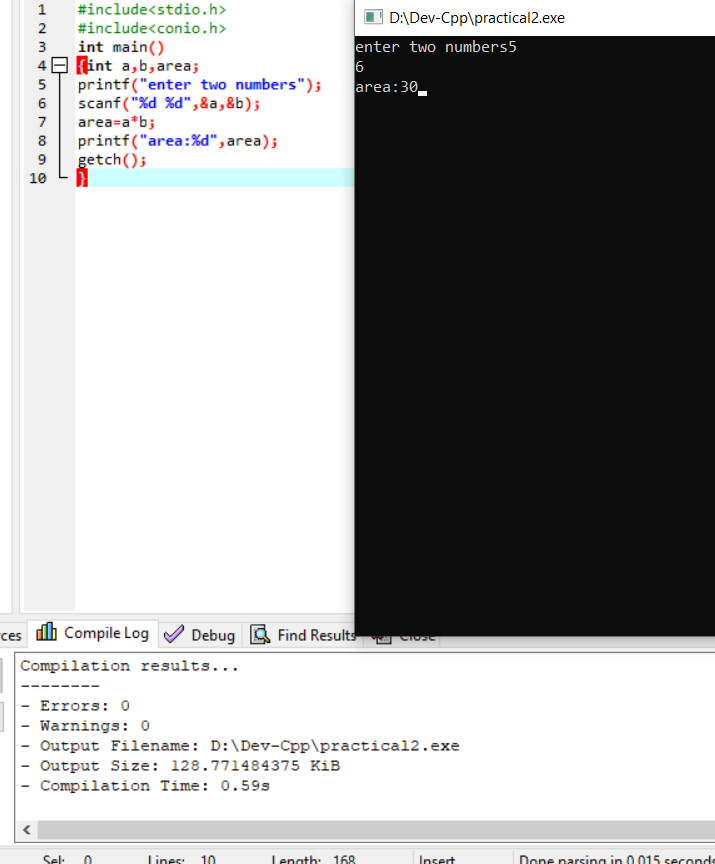 1 #include<stdio.h>
2 #include<conio.h>
3 int main()
4 {int a,b,area;
5 printf("enter two numbers");
6 scanf("%d %d",&a,&b);
7 area=a*b;
8 printf("area:%d",area);
9 getch();
10 }
D:\Dev-Cpp\practical2.exe
enter two numbers5
6
area:30
rces Compile Log Debug Find Results Close
Compilation results...
--------
- Errors: 0
- Warnings: 0
- Output Filename: D:\Dev-Cpp\practical2.exe
- Output Size: 128.771484375 KiB
- Compilation Time: 0.59s
Sel: 0 Lines: 10 Length: 168 Insert Done parsing in 0.015 second